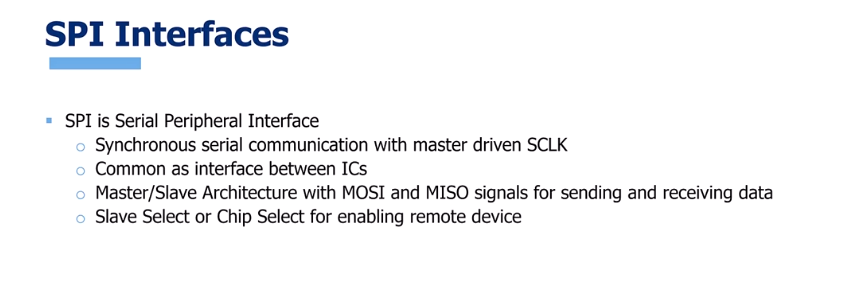 SPI Interfaces
▪ SPI is Serial Peripheral Interface
o Synchronous serial communication with master driven SCLK
o Common as interface between ICs
o Master/Slave Architecture with MOSI and MISO signals for sending and receiving data
o Slave Select or Chip Select for enabling remote device